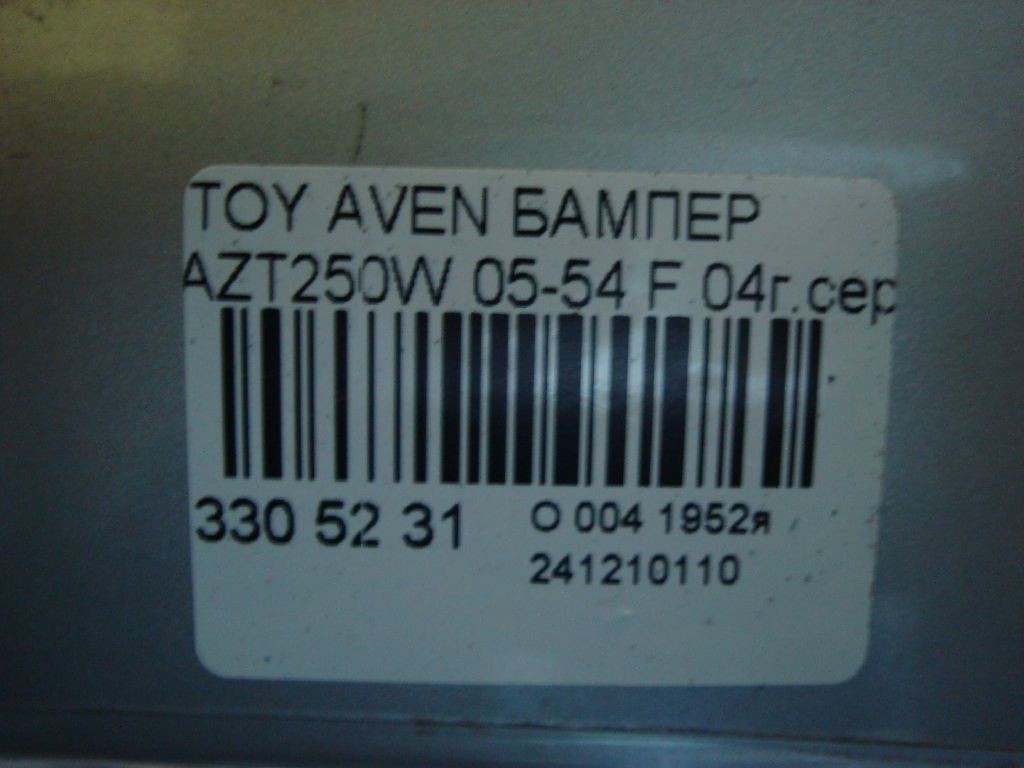 TOY AVEN БАМПЕР
AZT250W 05-54 F 04г.сер
330 52 31
О 004 1952я
241210110